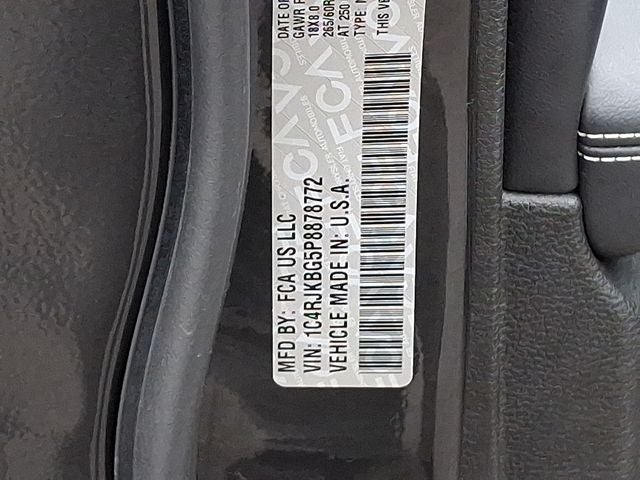 MFD BY: FCA US LLC
DATE OF
GAWR
18X8.0
265/60R
AT 250
TYPE:
THIS VE
VIN: 1C4RJKBG5P8878772
VEHICLE MADE IN: U.S.A.